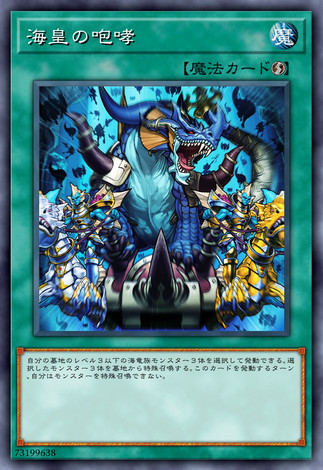 海皇の咆哮
魔
【魔法カード】
自分の墓地のレベル3以下の海竜族モンスター3体を選択して発動できる。選
択したモンスター3体を墓地から特殊召喚する。このカードを発動するターン
、自分はモンスターを特殊召喚できない。
73199638